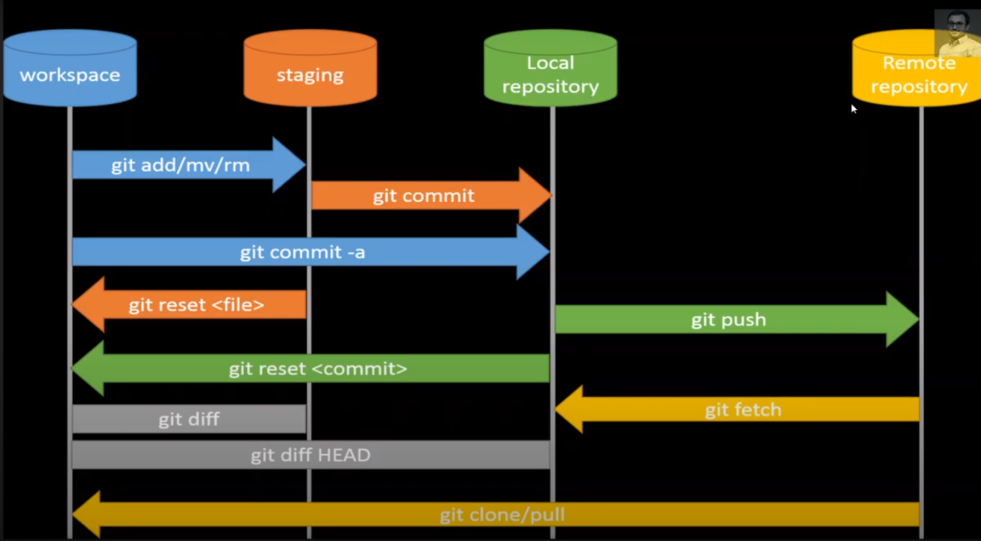 workspace
staging
Local
repository
Remote
repository
git add/mv/rm
git commit
git commit -a
git reset <file>
git push
git reset <commit>
git fetch
git diff
git diff HEAD
git clone/pull